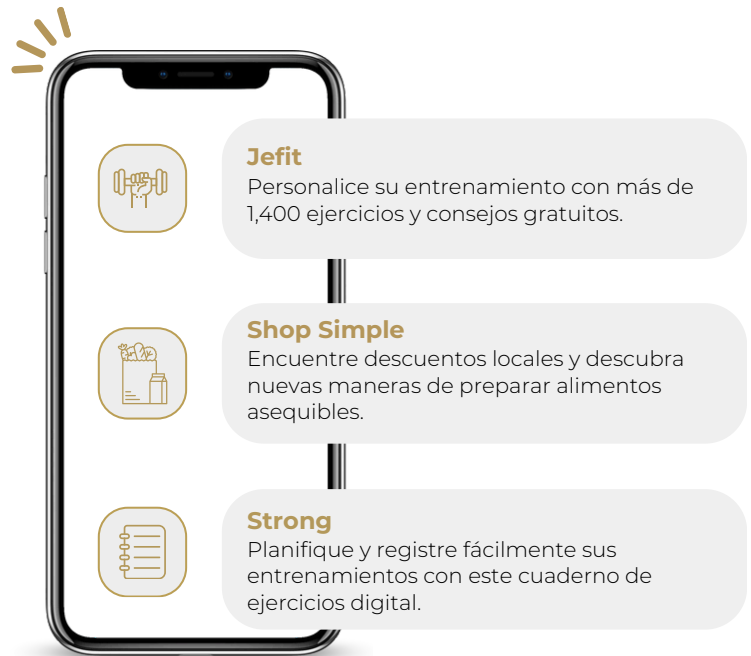 Jefit
Personalice su entrenamiento con más de
1,400 ejercicios y consejos gratuitos.
Shop Simple
Encuentre descuentos locales y descubra
nuevas maneras de preparar alimentos
asequibles.
Strong
Planifique y registre fácilmente sus
entrenamientos con este cuaderno de
ejercicios digital.